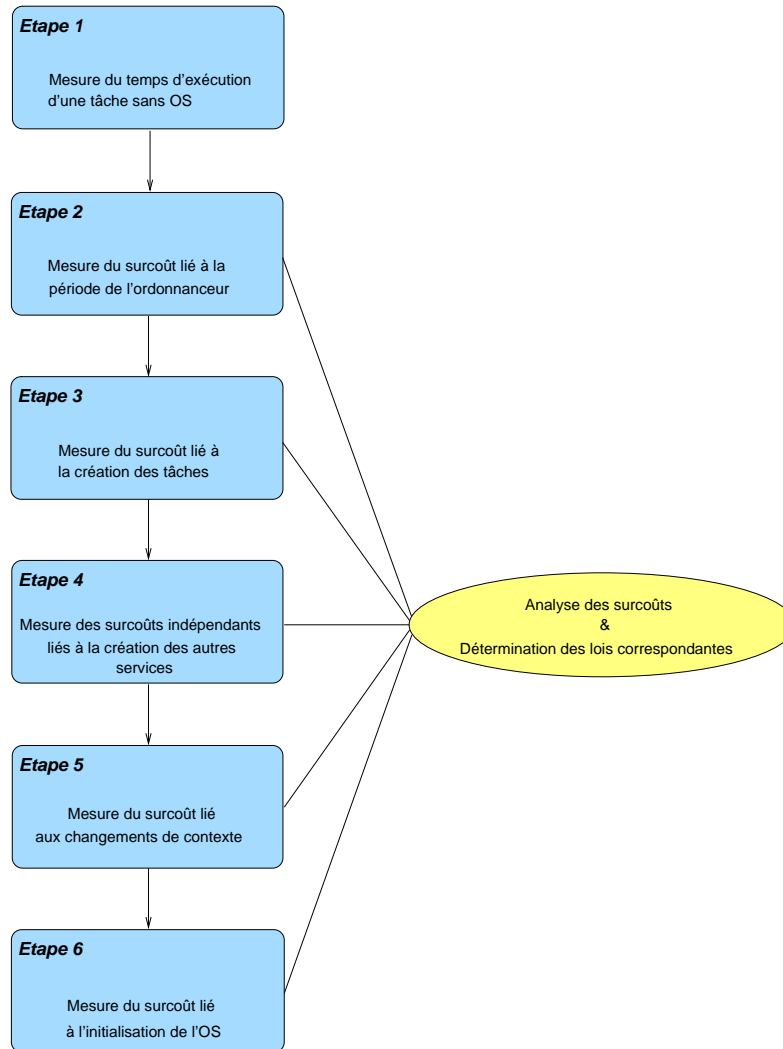 Etape 1
Mesure du temps d'exécution
d'une tâche sans OS
Etape 2
Mesure du surcoût lié à la
période de l'ordonnanceur
Etape 3
Mesure du surcoût lié à
la création des tâches
Etape 4
Mesure des surcoûts indépendants
liés à la création des autres
services
Analyse des surcoûts
&
Détermination des lois correspondantes
Etape 5
Mesure du surcoût lié
aux changements de contexte
Etape 6
Mesure du surcoût lié
à l'initialisation de l'OS